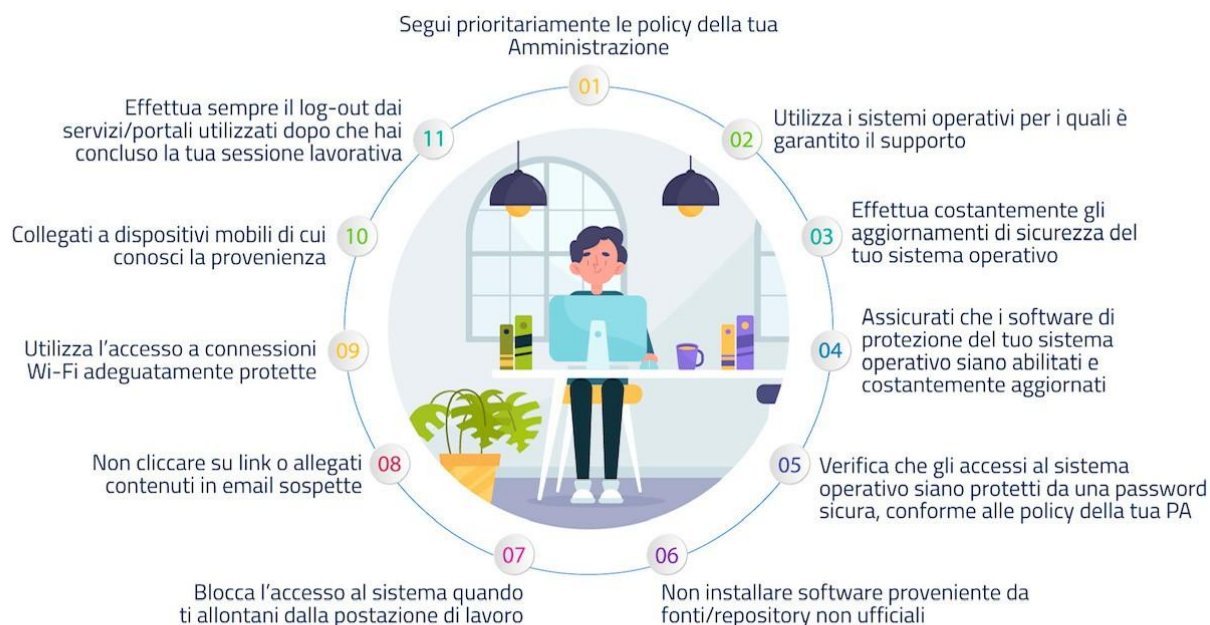 Segui prioritariamente le policy della tua
Amministrazione
01
02
Utilizza i sistemi operativi per i quali è
garantito il supporto
03
Effettua costantemente gli
aggiornamenti di sicurezza del
tuo sistema operativo
04
Assicurati che i software di
protezione del tuo sistema
operativo siano abilitati e
costantemente aggiornati
05
Verifica che gli accessi al sistema
operativo siano protetti da una password
sicura, conforme alle policy della tua PA
06
Non installare software proveniente da
fonti/repository non ufficiali
07
Blocca l'accesso al sistema quando
ti allontani dalla postazione di lavoro
08
Non cliccare su link o allegati
contenuti in email sospette
09
Utilizza l'accesso a connessioni
Wi-Fi adeguatamente protette
10
Collegati a dispositivi mobili di cui
conosci la provenienza
11
Effettua sempre il log-out dai
servizi/portali utilizzati dopo che hai
concluso la tua sessione lavorativa